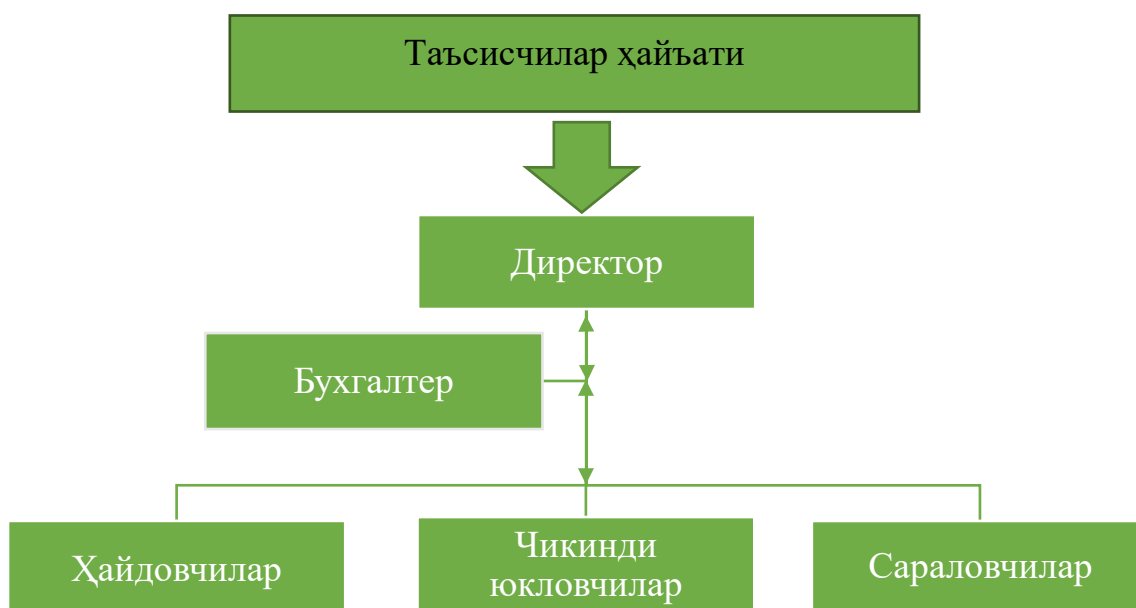 Таъсисчилар ҳайъати
Директор
Бухгалтер
Ҳайдовчилар
Чикинди
юкловчилар
Сараловчилар